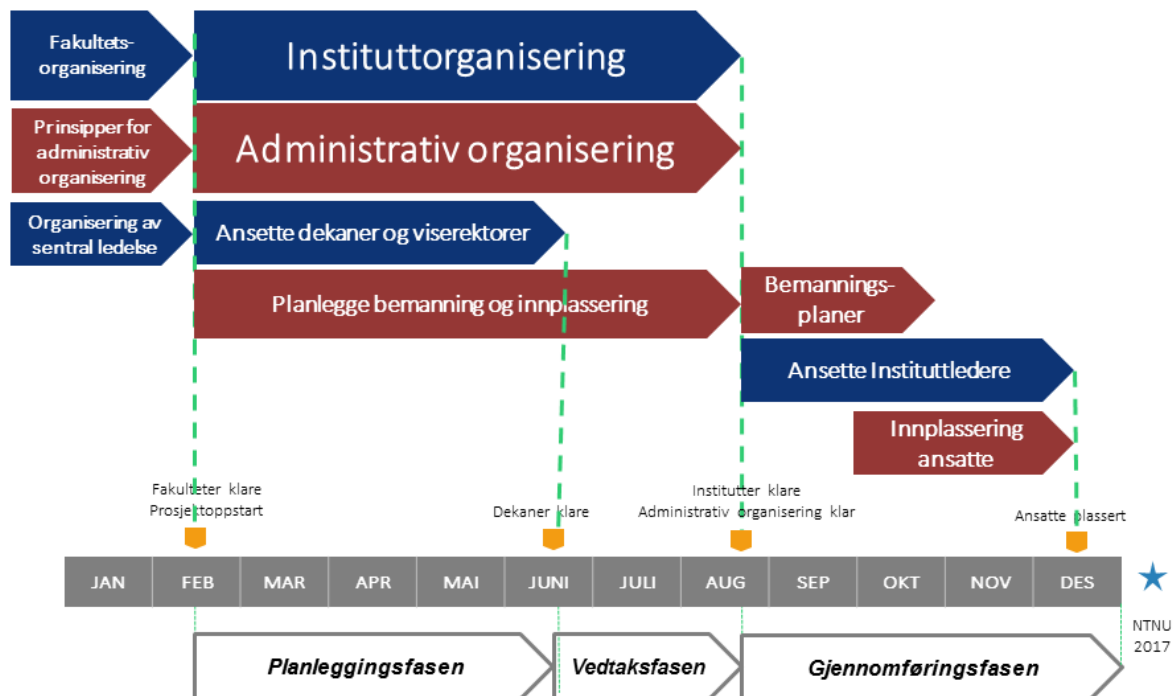 Fakultets-
organisering
Instituttorganisering
Prinsipper for
administrativ
organisering
Administrativ organisering
Organisering av
sentral ledelse
Ansette dekaner og viserektorer
Planlegge bemanning og innplassering
Bemannings-
planer
Ansette Instituttledere
Innplassering
ansatte
Fakulteter klare
Prosjektoppstart
Dekaner klare
Institutter klare
Administrativ organisering klar
Ansatte plassert
JAN FEB MAR APR MAI JUNI JULI AUG SEP OKT NOV DES
NTNU
2017
Planleggingsfasen Vedtaksfasen Gjennomføringsfasen